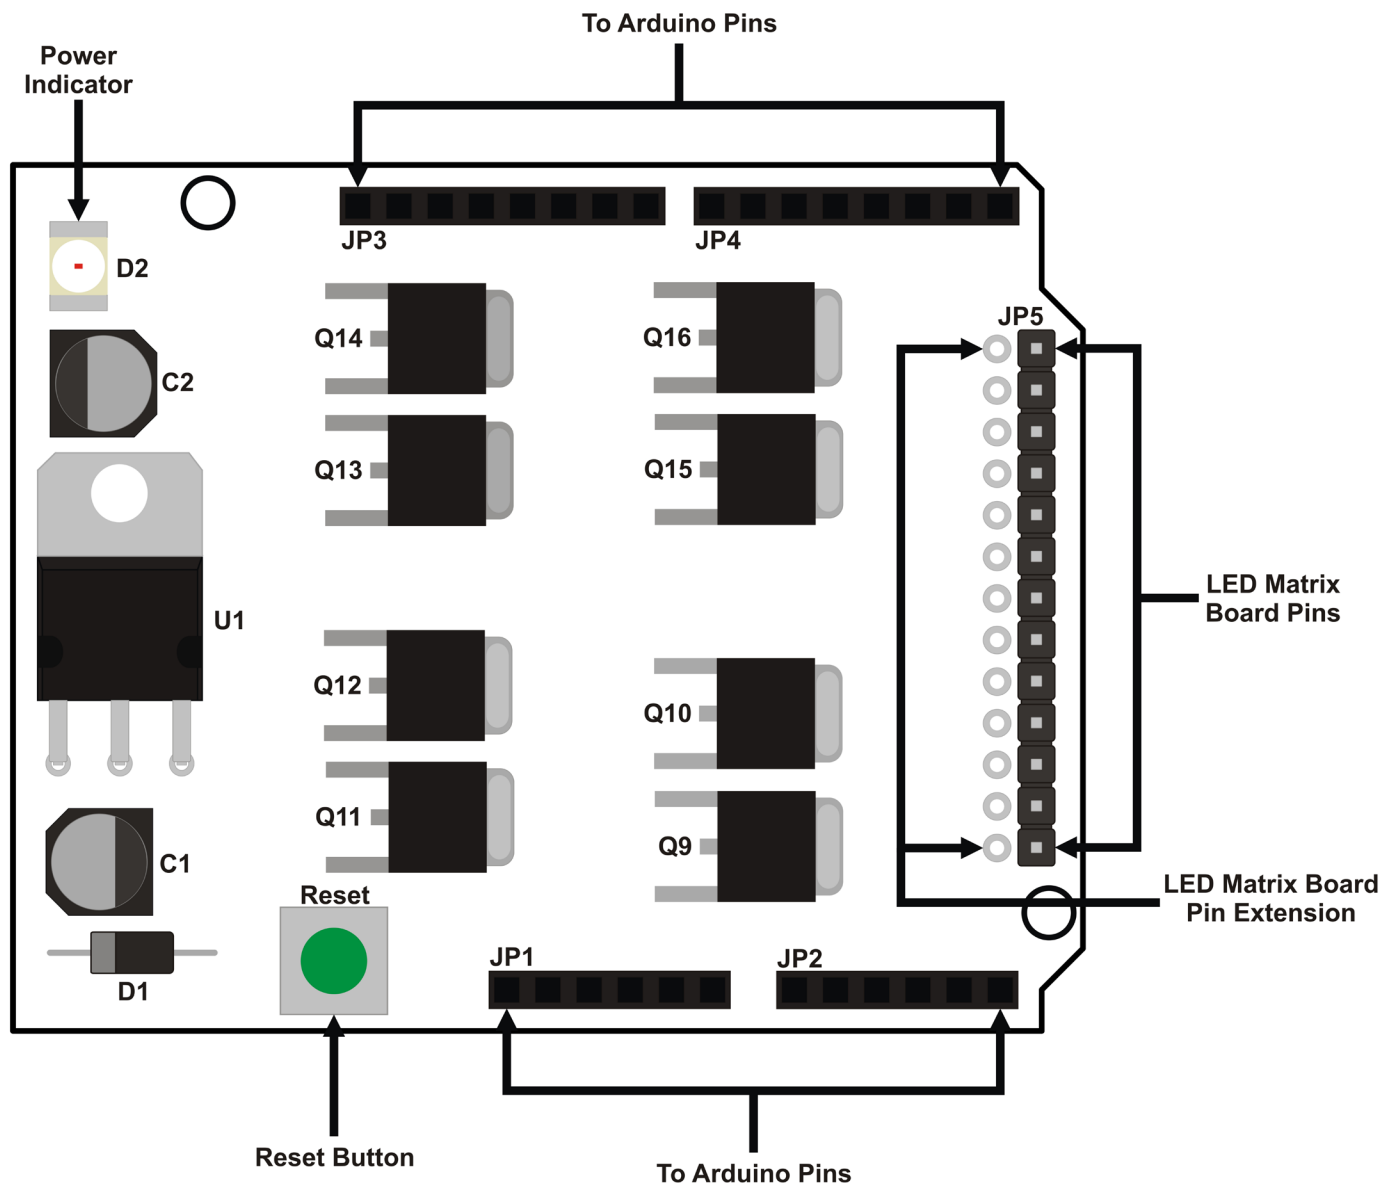 To Arduino Pins
Power
Indicator
JP3
JP4
D2
JP5
Q14
Q16
C2
Q13
Q15
LED Matrix
Board Pins
U1
Q12
Q10
Q11
Q9
C1
LED Matrix Board
Pin Extension
Reset
JP1
JP2
D1
Reset Button
To Arduino Pins